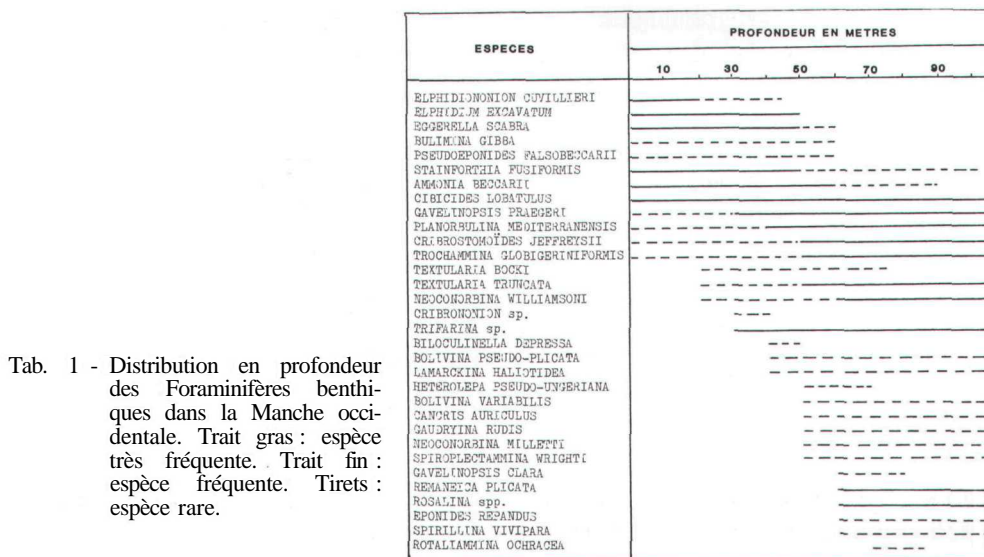 ESPECES
PROFONDEUR EN METRES
10 30 50 70 90
ELPHIDIONONION CUVILLIERI
ELPHIDIUM EXCAVATUM
EGGERELLA SCABRA
BULIMINA GIBBA
PSEUDOEPONIDES FALSOBECCARII
STAINFORTHIA FUSIFORMIS
AMMONIA BECCARII
CIBICIDES LOBATULUS
GAVELINOPSIS PRAEGERI
PLANORBULINA MEDITERRANENSIS
CRIBROSTOMOÏDES JEFFREYSII
TROCHAMMINA GLOBIGERINIFORMIS
TEXTULARIA BOCKI
TEXTULARIA TRUNCATA
NEOCONORBINA WILLIAMSONI
CRIBRONONION sp.
TRIFARINA sp.
BILOCULINELLA DEPRESSA
BOLIVINA PSEUDO-PLICATA
LAMARCKINA HALIOTIDEA
HETEROLEPA PSEUDO-UNGERIANA
BOLIVINA VARIABILIS
CANCRIS AURICULUS
GAUDRYINA RUDIS
NEOCONORBINA MILLETTI
SPIROPLECTAMMINA WRIGHTI
GAVELINOPSIS CLARA
REMANEICA PLICATA
ROSALINA spp.
EPONIDES REPANDUS
SPIRILLINA VIVIPARA
ROTALIAMMINA OCHRACEA
Tab. 1 - Distribution en profondeur
des Foraminifères benthi-
ques dans la Manche occi-
dentale. Trait gras : espèce
très fréquente. Trait fin :
espèce fréquente. Tirets :
espèce rare.